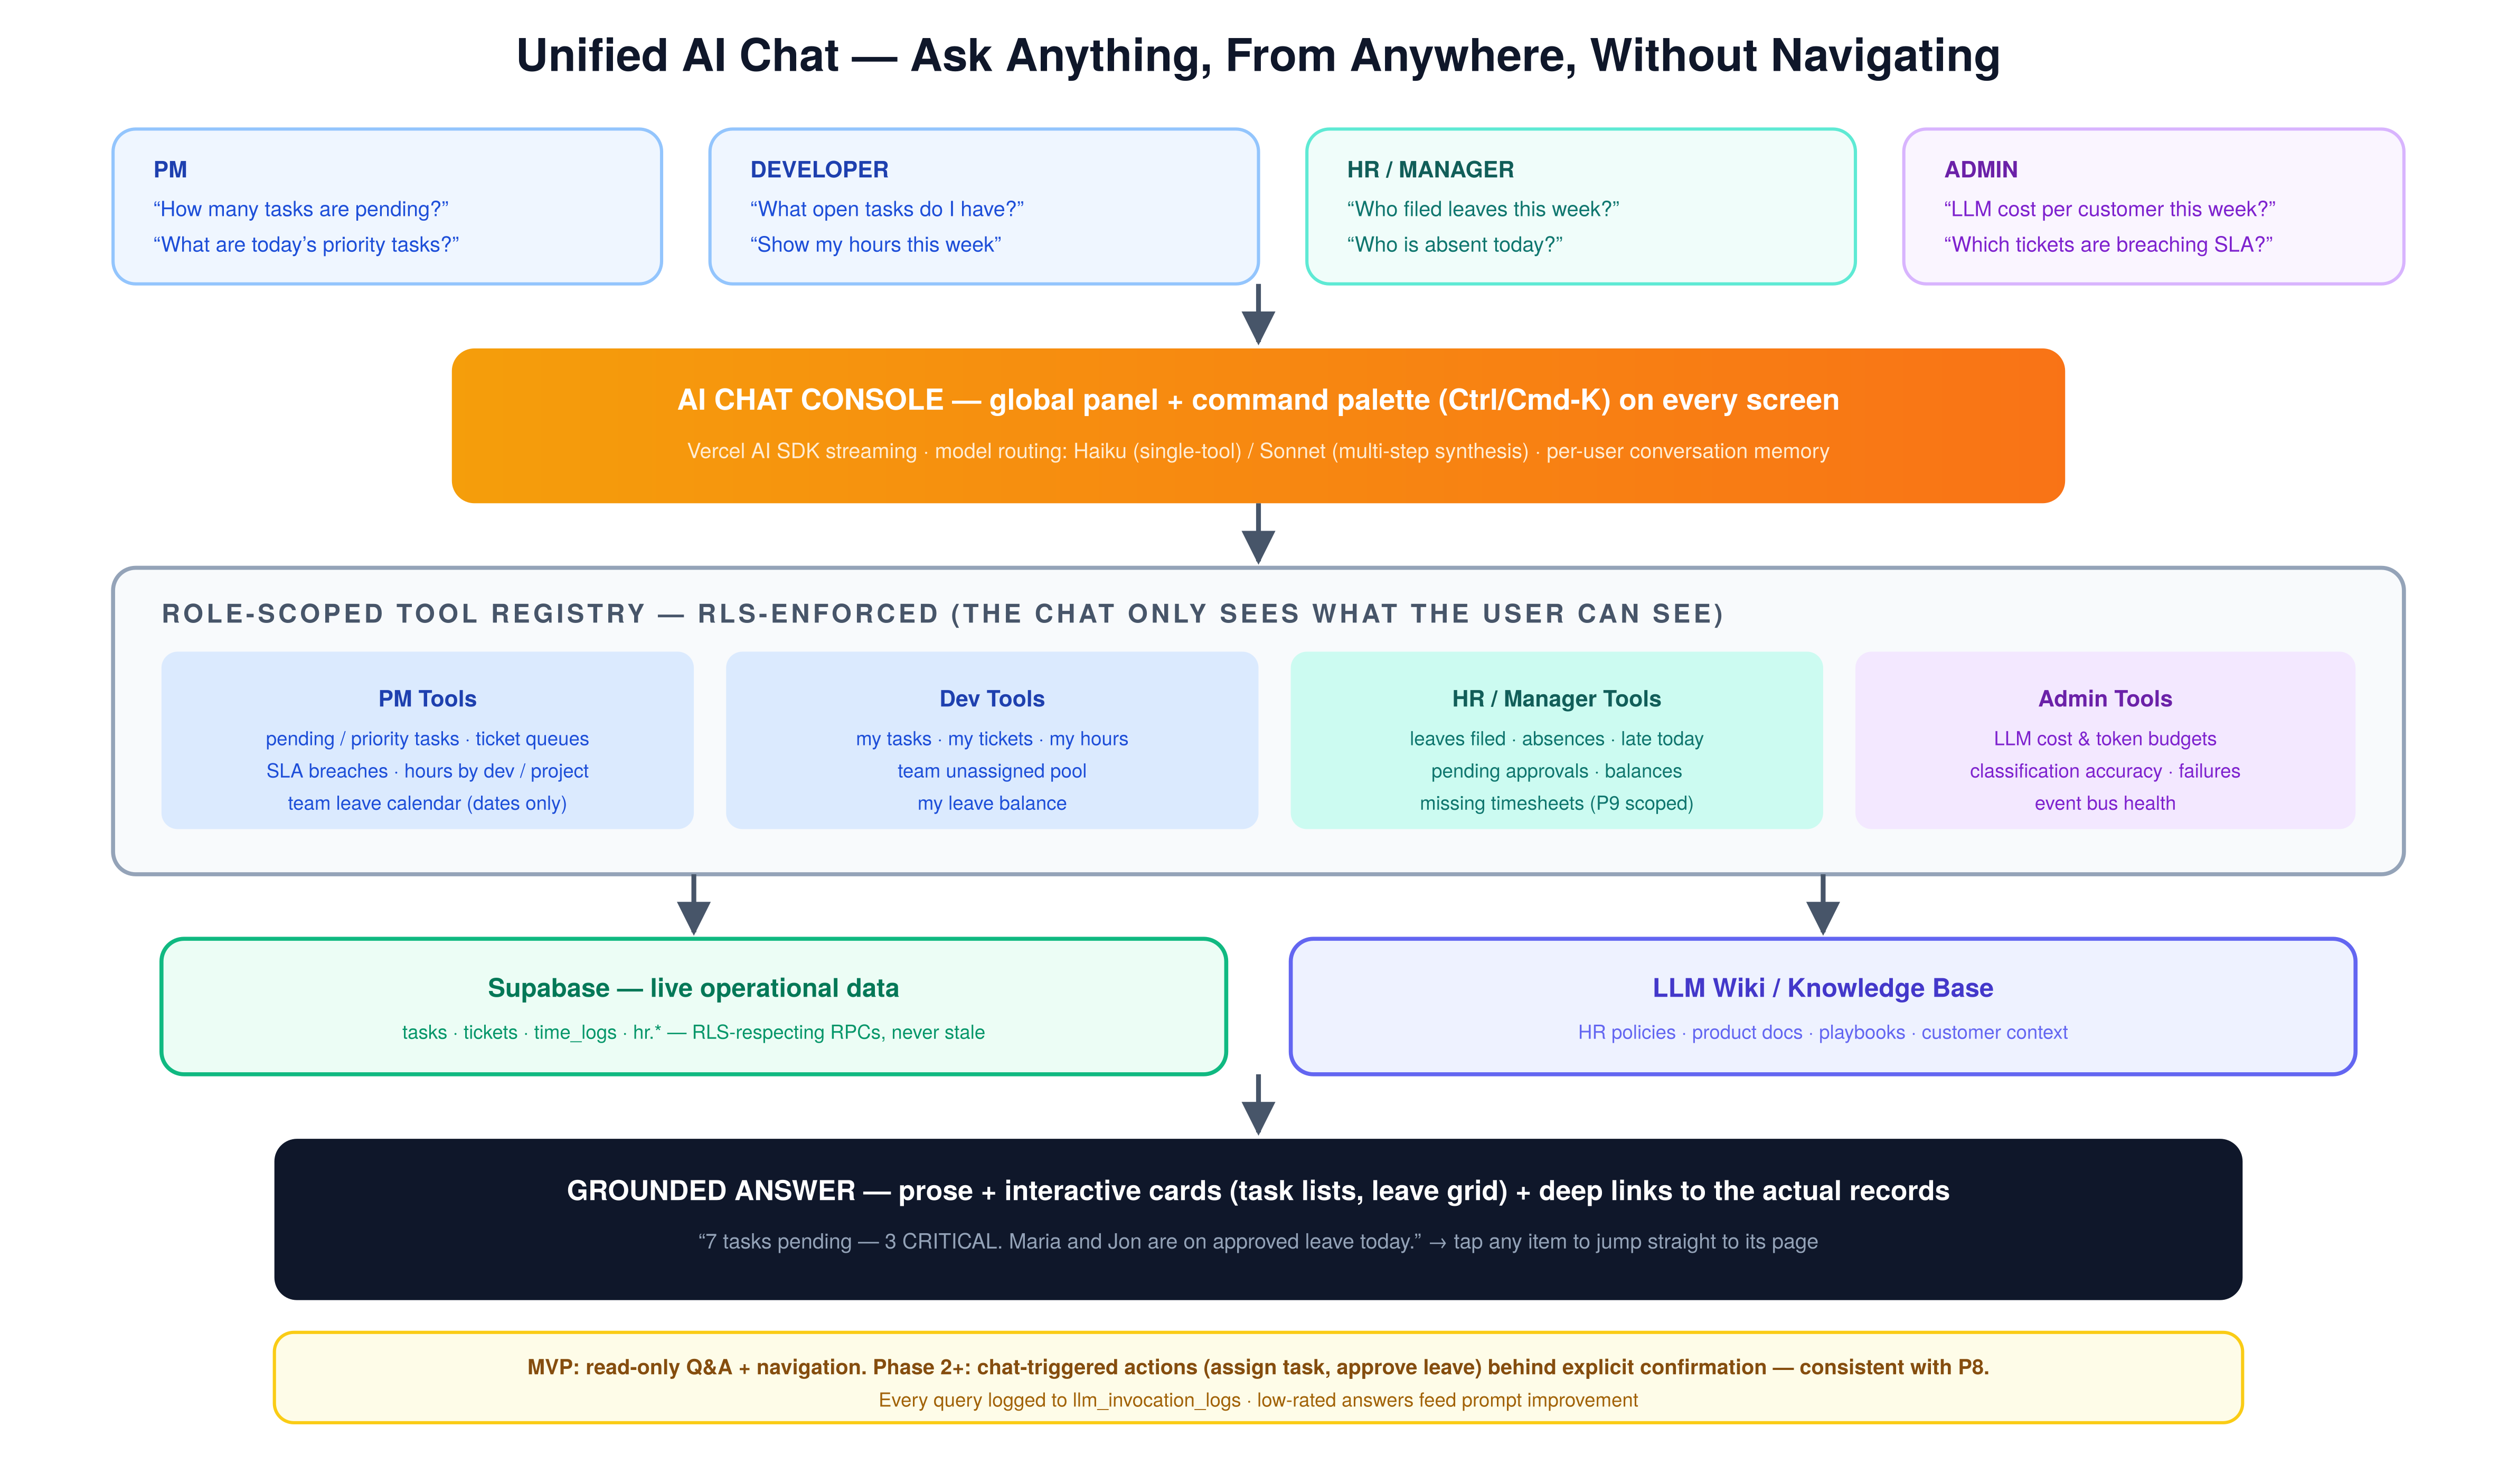 Unified AI Chat — Ask Anything, From Anywhere, Without Navigating
PM
“How many tasks are pending?”
“What are today’s priority tasks?”
DEVELOPER
“What open tasks do I have?”
“Show my hours this week”
HR / MANAGER
“Who filed leaves this week?”
“Who is absent today?”
ADMIN
“LLM cost per customer this week?”
“Which tickets are breaching SLA?”
AI CHAT CONSOLE — global panel + command palette (Ctrl/Cmd-K) on every screen
Vercel AI SDK streaming · model routing: Haiku (single-tool) / Sonnet (multi-step synthesis) · per-user conversation memory
ROLE-SCOPED TOOL REGISTRY — RLS-ENFORCED (THE CHAT ONLY SEES WHAT THE USER CAN SEE)
PM Tools
pending / priority tasks · ticket queues
SLA breaches · hours by dev / project
team leave calendar (dates only)
Dev Tools
my tasks · my tickets · my hours
team unassigned pool
my leave balance
HR / Manager Tools
leaves filed · absences · late today
pending approvals · balances
missing timesheets (P9 scoped)
Admin Tools
LLM cost & token budgets
classification accuracy · failures
event bus health
Supabase — live operational data
tasks · tickets · time_logs · hr.* — RLS-respecting RPCs, never stale
LLM Wiki / Knowledge Base
HR policies · product docs · playbooks · customer context
GROUNDED ANSWER — prose + interactive cards (task lists, leave grid) + deep links to the actual records
“7 tasks pending — 3 CRITICAL. Maria and Jon are on approved leave today.” → tap any item to jump straight to its page
MVP: read-only Q&A + navigation. Phase 2+: chat-triggered actions (assign task, approve leave) behind explicit confirmation — consistent with P8.
Every query logged to llm_invocation_logs · low-rated answers feed prompt improvement